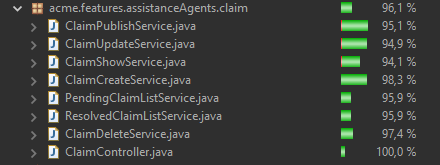 acme.features.assistanceAgents.claim 96,1 %
ClaimPublishService.java 95,1 %
ClaimUpdateService.java 94,9 %
ClaimShowService.java 94,1 %
ClaimCreateService.java 98,3 %
PendingClaimListService.java 95,9 %
ResolvedClaimListService.java 95,9 %
ClaimDeleteService.java 97,4 %
ClaimController.java 100,0 %